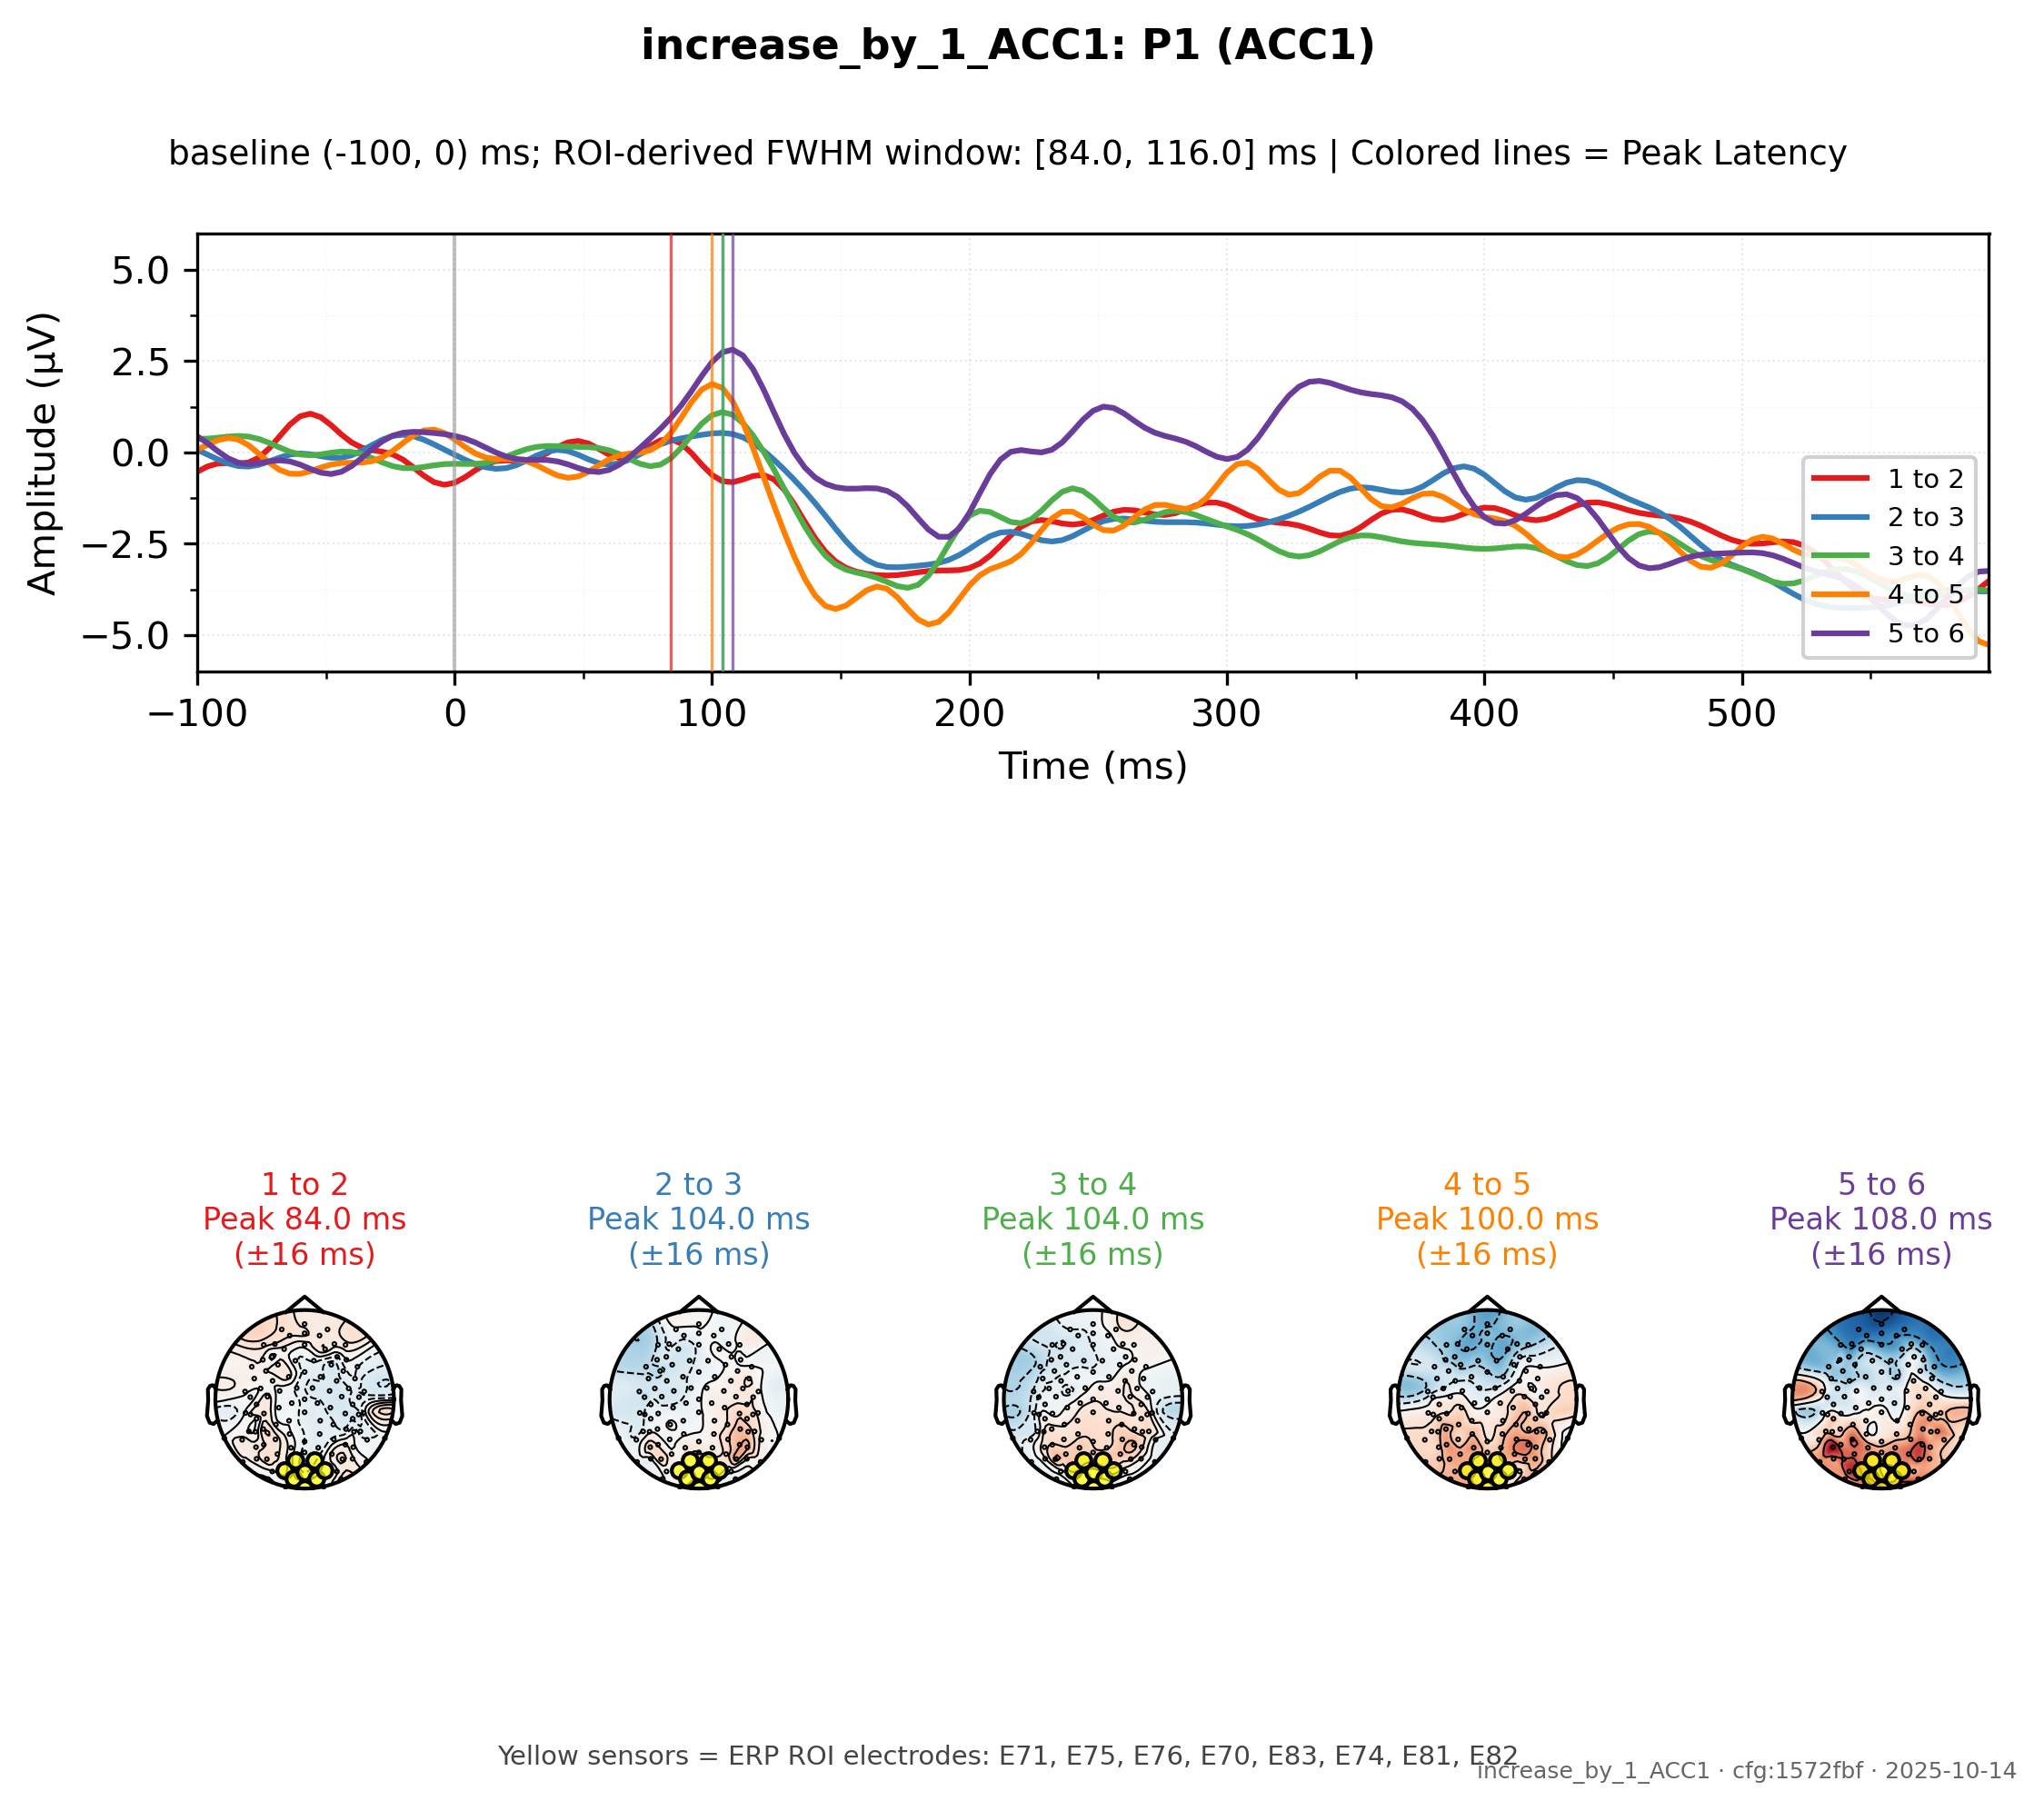 increase_by_1_ACC1: P1 (ACC1)
baseline (-100, 0) ms; ROI-derived FWHM window: [84.0, 116.0] ms | Colored lines = Peak Latency
Amplitude (µV)
5.0
2.5
0.0
−2.5
−5.0
1 to 2
2 to 3
3 to 4
4 to 5
5 to 6
−100 0 100 200 300 400 500
Time (ms)
1 to 2
Peak 84.0 ms
(±16 ms)
2 to 3
Peak 104.0 ms
(±16 ms)
3 to 4
Peak 104.0 ms
(±16 ms)
4 to 5
Peak 100.0 ms
(±16 ms)
5 to 6
Peak 108.0 ms
(±16 ms)
Yellow sensors = ERP ROI electrodes: E71, E75, E76, E70, E83, E74, E81, E82
increase_by_1_ACC1 · cfg:1572fbf · 2025-10-14